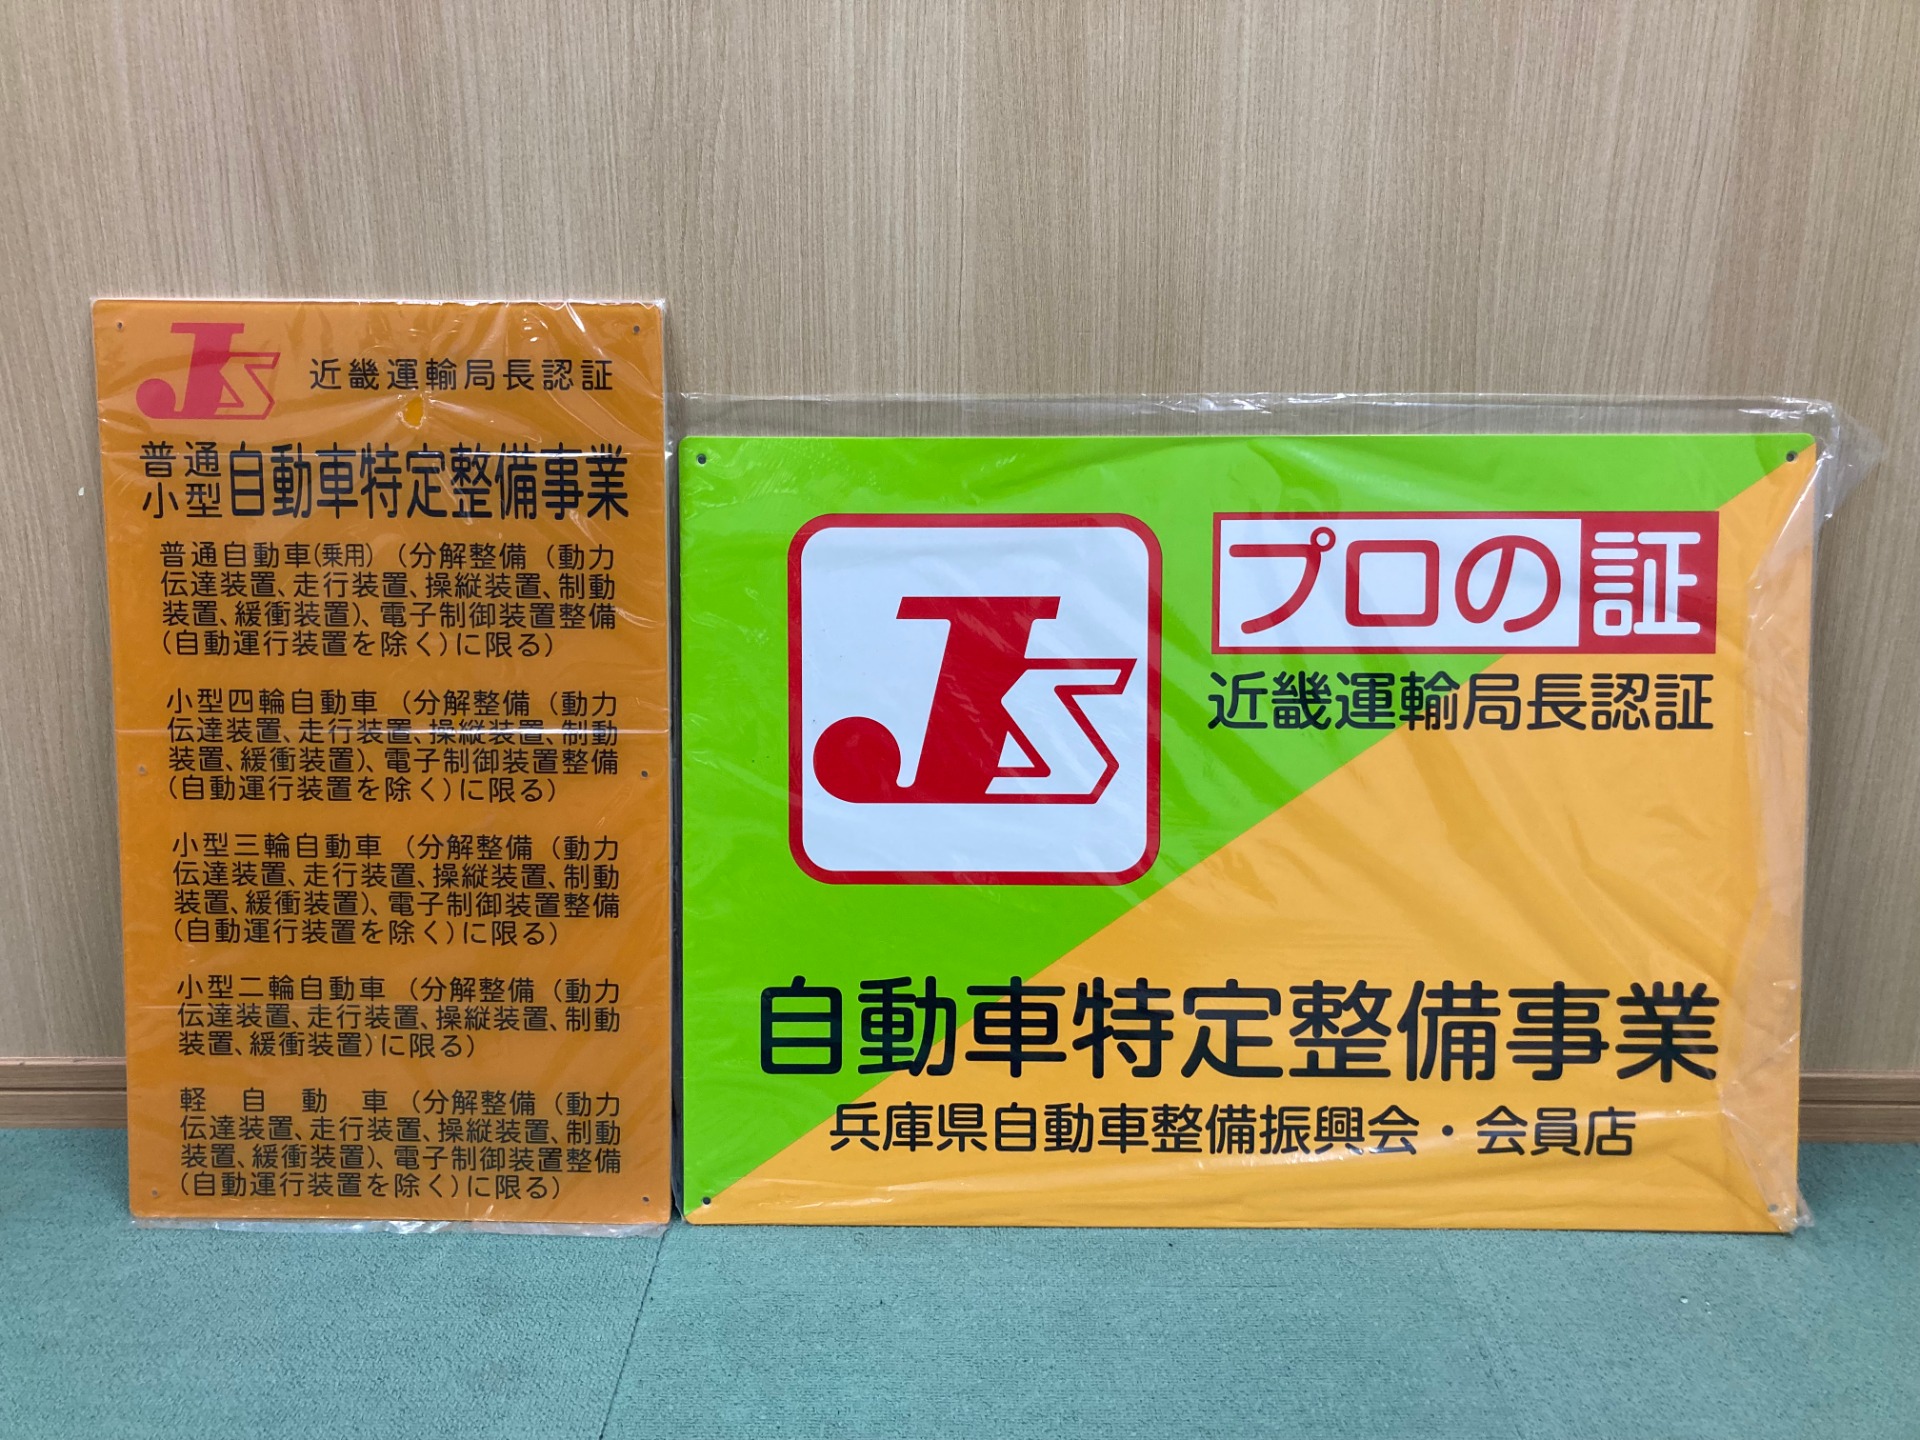 JS 近畿運輸局長認証
普通
小型 自動車特定整備事業
普通自動車(乗用)(分解整備(動力
伝達装置、走行装置、操縦装置、制動
装置、緩衝装置)、電子制御装置整備
(自動運行装置を除く)に限る)
小型四輪自動車(分解整備(動力
伝達装置、走行装置、操縦装置、制動
装置、緩衝装置)、電子制御装置整備
(自動運行装置を除く)に限る)
小型三輪自動車(分解整備(動力
伝達装置、走行装置、操縦装置、制動
装置、緩衝装置)、電子制御装置整備
(自動運行装置を除く)に限る)
小型二輪自動車(分解整備(動力
伝達装置、走行装置、操縦装置、制動
装置、緩衝装置)に限る)
軽自動車(分解整備(動力
伝達装置、走行装置、操縦装置、制動
装置、緩衝装置)、電子制御装置整備
(自動運行装置を除く)に限る)
JS
プロの証
近畿運輸局長認証
自動車特定整備事業
兵庫県自動車整備振興会・会員店